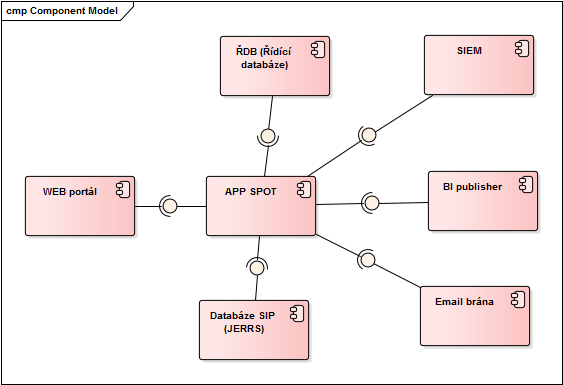 cmp Component Model
ŘDB (Řídící
databáze)
SIEM
WEB portál
APP SPOT
BI publisher
Databáze SIP
(JERRS)
Email brána